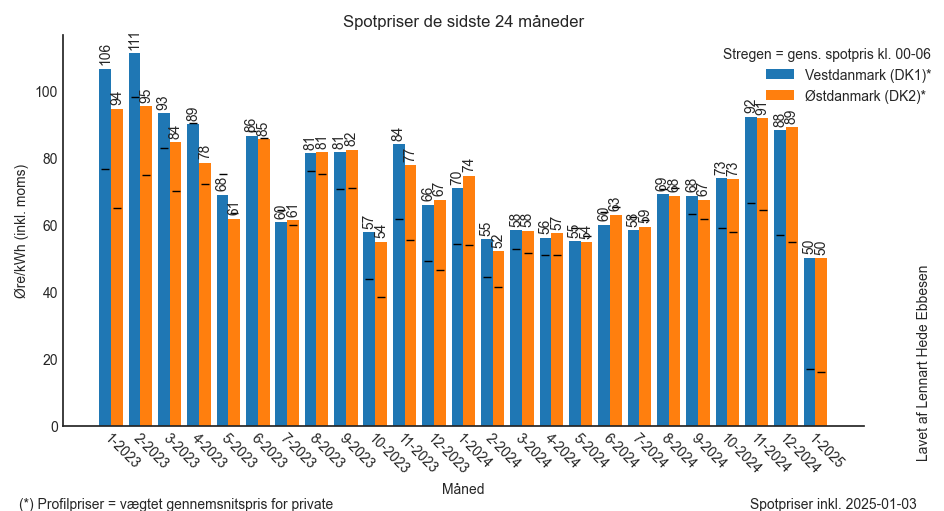 Spotpriser de sidste 24 måneder
Stregen = gens. spotpris kl. 00-06
Vestdanmark (DK1)*
Østdanmark (DK2)*
Øre/kWh (inkl. moms)
100
80
60
40
20
0
106 94 111 95 93 84 89 78 68 61 86 85 60 61 81 81 81 82 57 54 84 77 66 67 70 74 55 52 58 58 56 57 55 54 60 63 58 59 69 68 68 67 73 73 92 91 88 89 50 50
1-2023 2-2023 3-2023 4-2023 5-2023 6-2023 7-2023 8-2023 9-2023 10-2023 11-2023 12-2023 1-2024 2-2024 3-2024 4-2024 5-2024 6-2024 7-2024 8-2024 9-2024 10-2024 11-2024 12-2024 1-2025
Måned
Lavet af Lennart Hede Ebbesen
(*) Profilpriser = vægtet gennemsnitspris for private
Spotpriser inkl. 2025-01-03